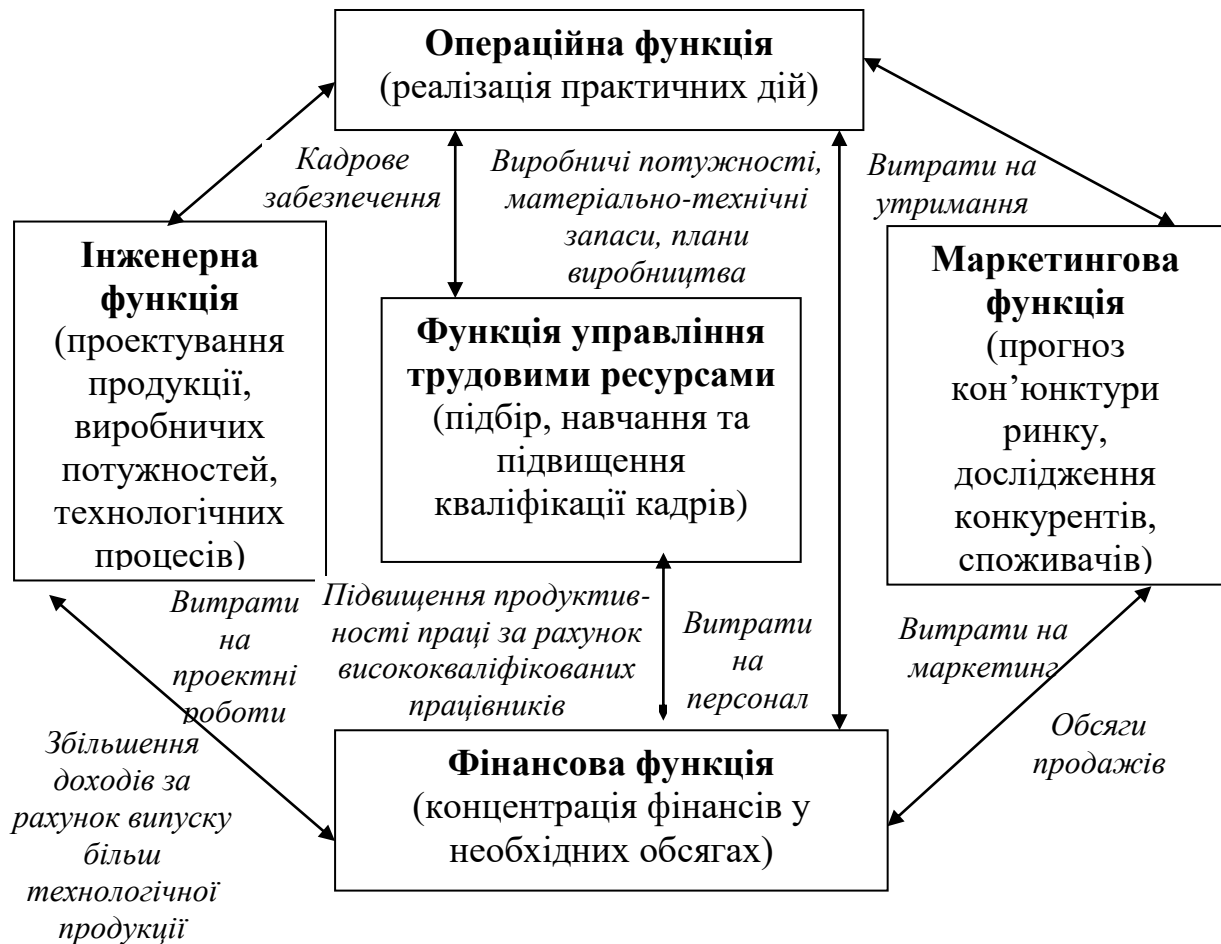 Операційна функція
(реалізація практичних дій)
Кадрове
забезпечення
Виробничі потужності,
матеріально-технічні
запаси, плани
виробництва
Витрати на
утримання
Інженерна
функція
(проектування
продукції,
виробничих
потужностей,
технологічних
процесів)
Функція управління
трудовими ресурсами
(підбір, навчання та
підвищення
кваліфікації кадрів)
Маркетингова
функція
(прогноз
кон’юнктури
ринку,
дослідження
конкурентів,
споживачів)
Витрати
на
проектні
роботи
Підвищення продуктив-
ності праці за рахунок
висококваліфікованих
працівників
Витрати
на
персонал
Витрати на
маркетинг
Обсяги
продажів
Збільшення
доходів за
рахунок випуску
більш
технологічної
продукції
Фінансова функція
(концентрація фінансів у
необхідних обсягах)